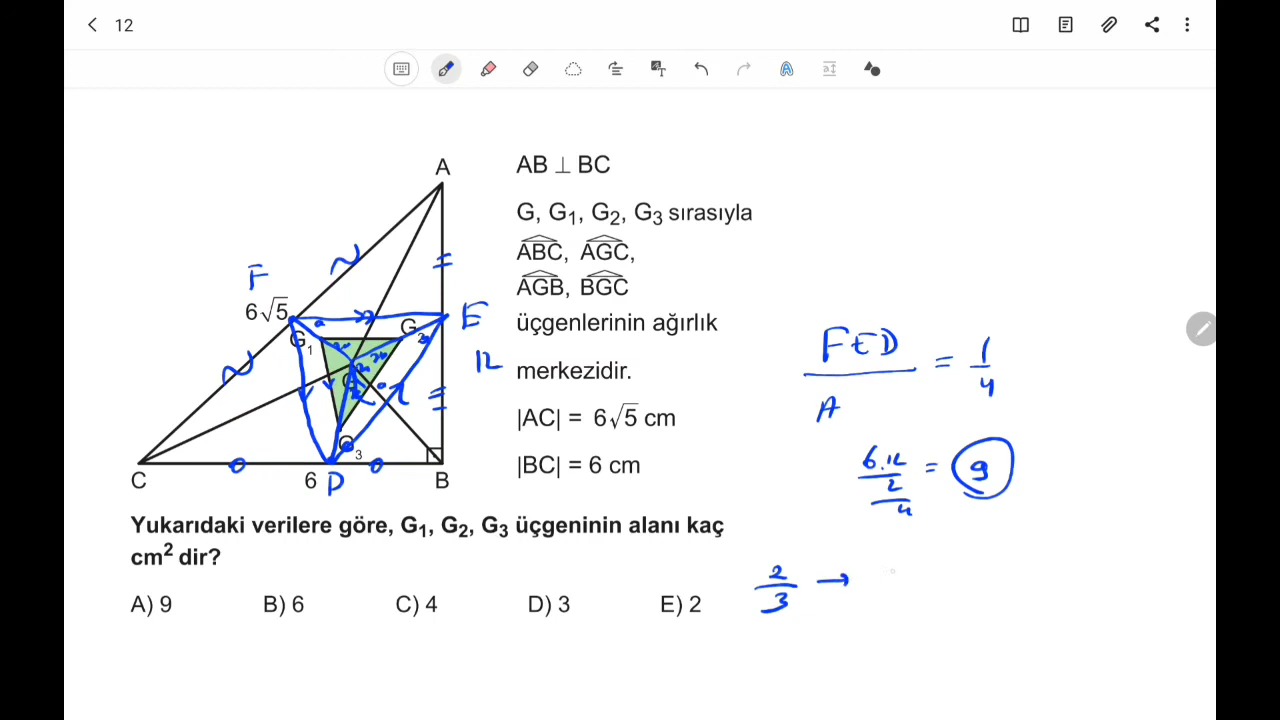 12
A
AB ⊥ BC
G, G1, G2, G3 sırasıyla
ABC, AGC,
AGB, BGC
üçgenlerinin ağırlık
merkezidir.
|AC| = 6√5 cm
|BC| = 6 cm
F
6√5
E
12
G1
G2
G
G3
C
6
D
B
FED
A
= 1/4
6.12/2/4 = 9
Yukarıdaki verilere göre, G1, G2, G3 üçgeninin alanı kaç
cm2 dir?
A) 9 B) 6 C) 4 D) 3 E) 2
2/3 →